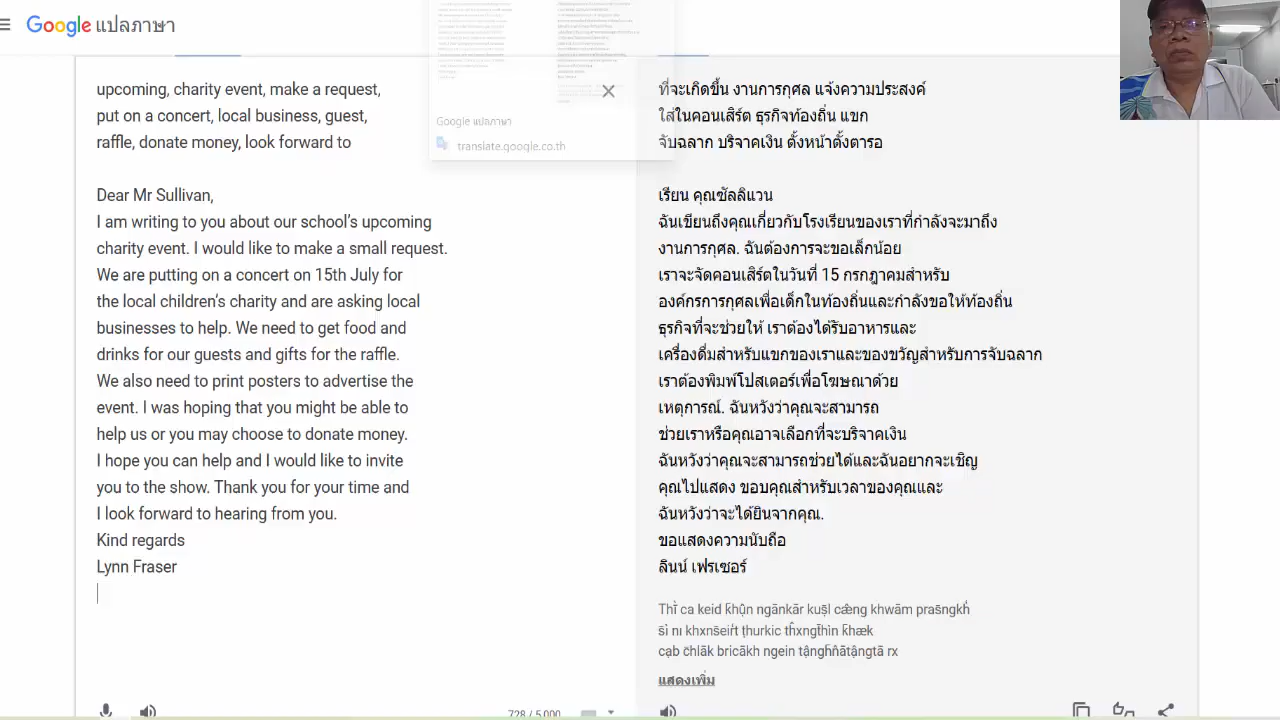 Google แปลภาษา
upcoming, charity event, make a request,
put on a concert, local business, guest,
raffle, donate money, look forward to
Dear Mr Sullivan,
I am writing to you about our school’s upcoming
charity event. I would like to make a small request.
We are putting on a concert on 15th July for
the local children’s charity and are asking local
businesses to help. We need to get food and
drinks for our guests and gifts for the raffle.
We also need to print posters to advertise the
event. I was hoping that you might be able to
help us or you may choose to donate money.
I hope you can help and I would like to invite
you to the show. Thank you for your time and
I look forward to hearing from you.
Kind regards
Lynn Fraser
728 / 5,000
Google แปลภาษา
translate.google.co.th
ที่จะเกิดขึ้น งานการกุศล แจ้งความประสงค์
ใส่ในคอนเสิร์ต ธุรกิจท้องถิ่น แขก
จับฉลาก บริจาคเงิน ตั้งหน้าตั้งตารอ
เรียน คุณซัลลิแวน
ฉันเขียนถึงคุณเกี่ยวกับโรงเรียนของเราที่กำลังจะมาถึง
งานการกุศล. ฉันต้องการจะขอเล็กน้อย
เราจะจัดคอนเสิร์ตในวันที่ 15 กรกฎาคมสำหรับ
องค์กรการกุศลเพื่อเด็กในท้องถิ่นและกำลังขอให้ท้องถิ่น
ธุรกิจที่จะช่วยให้ เราต้องได้รับอาหารและ
เครื่องดื่มสำหรับแขกของเราและของขวัญสำหรับการจับฉลาก
เราต้องพิมพ์โปสเตอร์เพื่อโฆษณาด้วย
เหตุการณ์. ฉันหวังว่าคุณจะสามารถ
ช่วยเราหรือคุณอาจเลือกที่จะบริจาคเงิน
ฉันหวังว่าคุณจะสามารถช่วยได้และฉันอยากจะเชิญ
คุณไปแสดง ขอบคุณสำหรับเวลาของคุณและ
ฉันหวังว่าจะได้ยินจากคุณ.
ขอแสดงความนับถือ
ลินน์ เฟรเซอร์
Thī̀ ca keid k̄hụ̂n ngānkār kuṣ̄l cæ̂ng khwām pras̄ngkh̒
s̄ı̀ nı khxns̄eir̒t ṭhurkic tĥxngt̄hìn k̄hæk
cạb c̄hlāk bricākh ngein tậngĥn̂ātậngtā rx
แสดงเพิ่ม